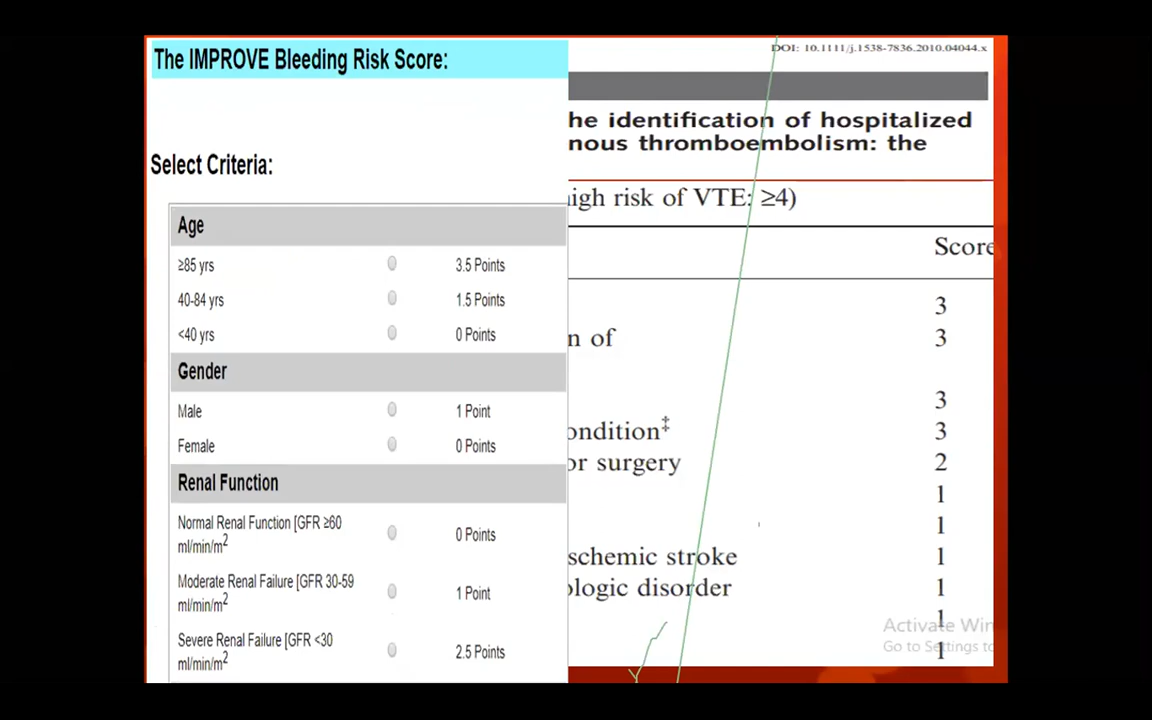 The IMPROVE Bleeding Risk Score:
Select Criteria:
Age
≥85 yrs 3.5 Points
40-84 yrs 1.5 Points
<40 yrs 0 Points
Gender
Male 1 Point
Female 0 Points
Renal Function
Normal Renal Function [GFR ≥60
ml/min/m2 0 Points
Moderate Renal Failure [GFR 30-59
ml/min/m2 1 Point
Severe Renal Failure [GFR <30
ml/min/m2 2.5 Points
DOI: 10.1111/j.1538-7836.2010.04044.x
he identification of hospitalized
nous thromboembolism: the
igh risk of VTE: ≥4)
Score
3
n of 3
3
ondition‡ 3
or surgery 2
1
1
schemic stroke 1
ologic disorder 1
1
Activate Win
Go to Settings to
1